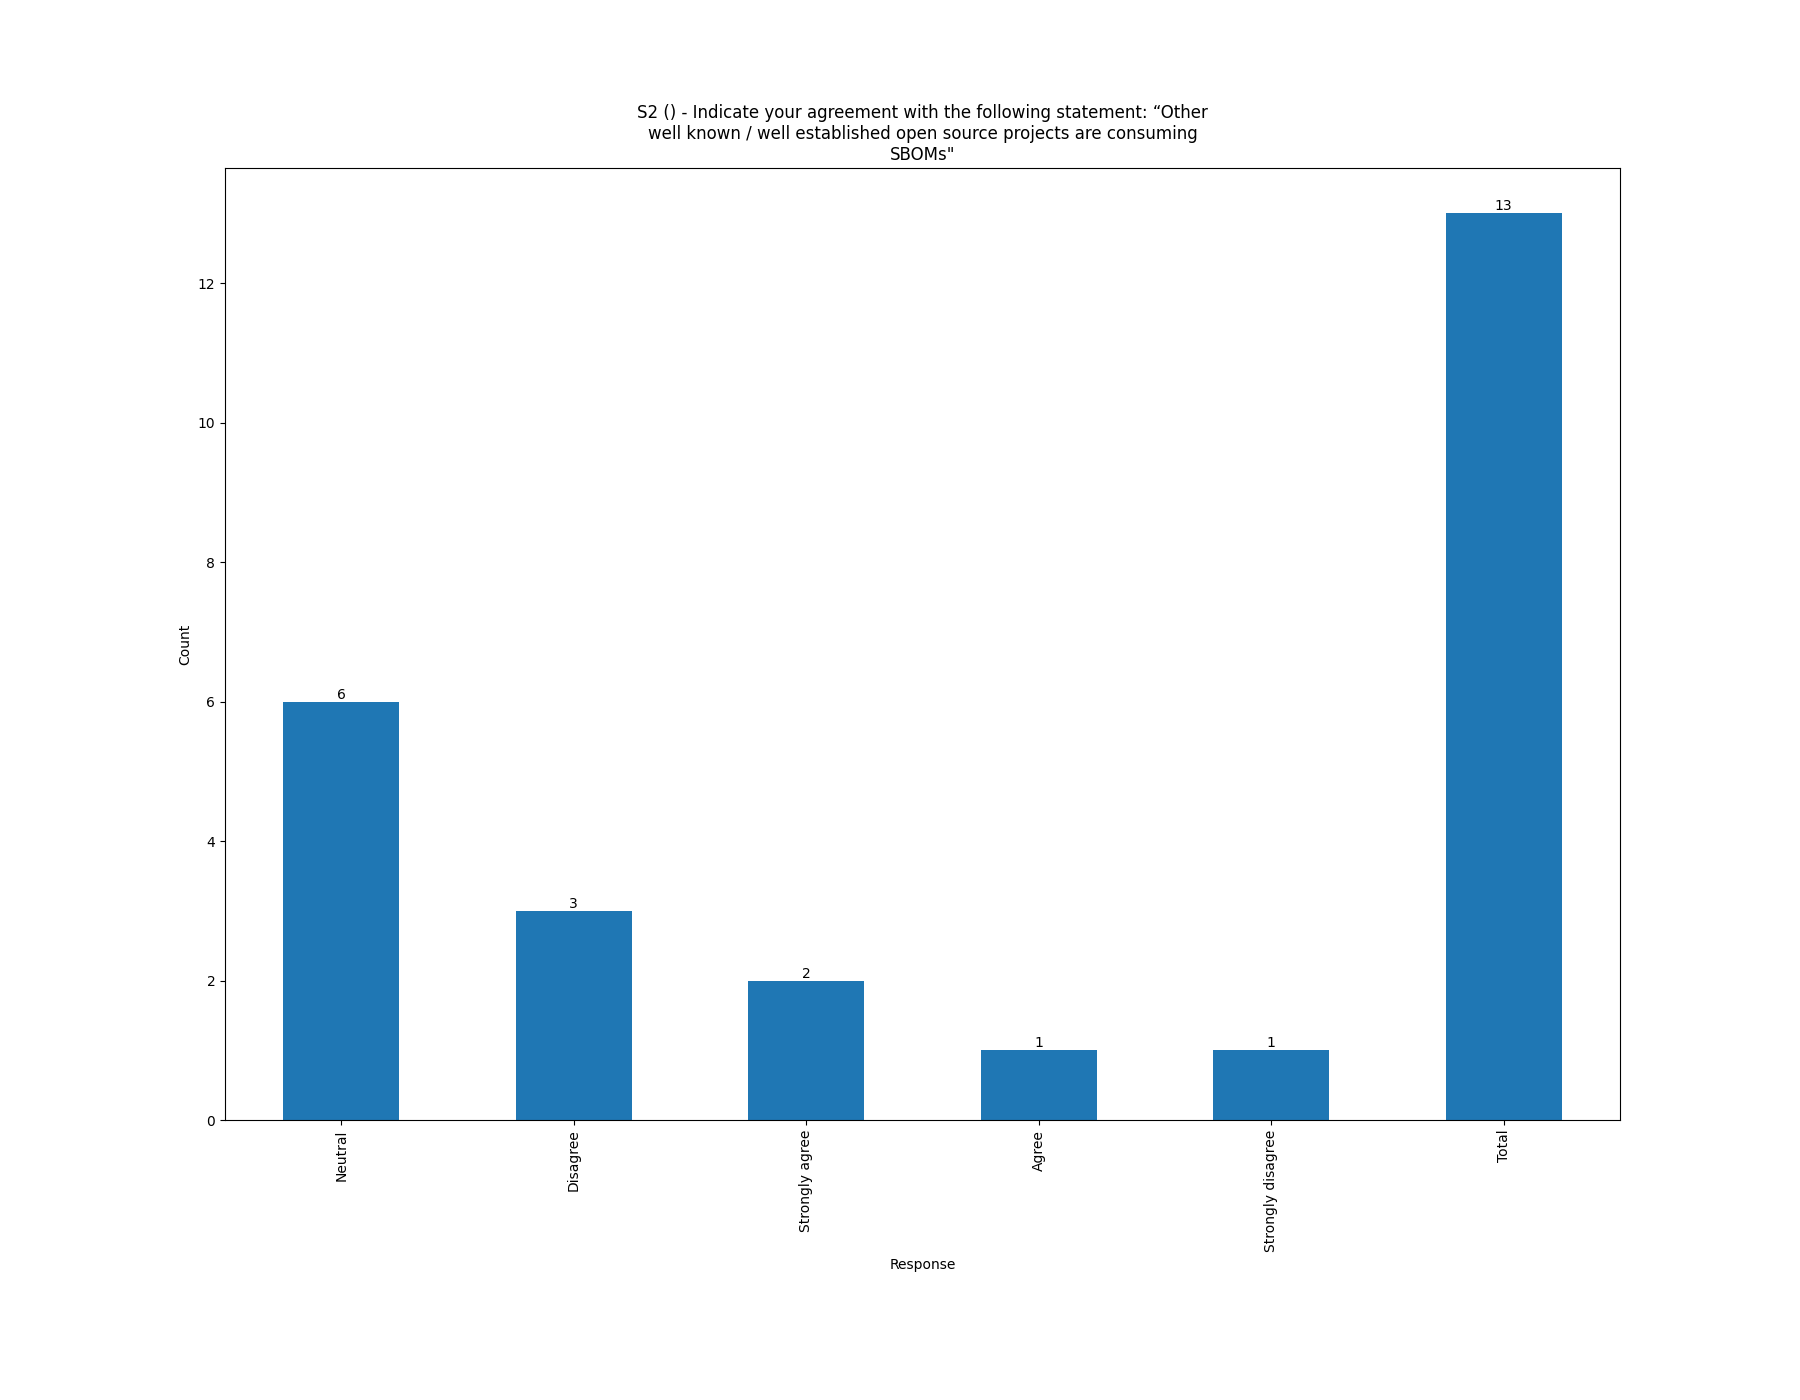 S2 () - Indicate your agreement with the following statement: “Other
well known / well established open source projects are consuming
SBOMs"
13
12
10
8
Count
6
6
4
3
2
2
1
1
0
Neutral
Disagree
Strongly agree
Agree
Strongly disagree
Total
Response